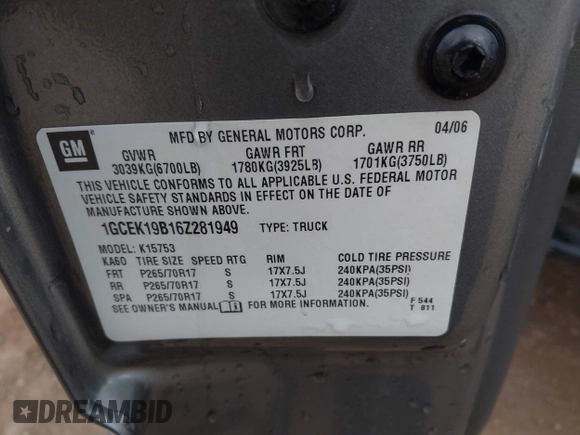 GM
MFD BY GENERAL MOTORS CORP. 04/06
GVWR GAWR FRT GAWR RR
3039KG(6700LB) 1780KG(3925LB) 1701KG(3750LB)
THIS VEHICLE CONFORMS TO ALL APPLICABLE U.S. FEDERAL MOTOR
VEHICLE SAFETY STANDARDS IN EFFECT ON THE DATE OF
MANUFACTURE SHOWN ABOVE.
1GCEK19B16Z281949 TYPE: TRUCK
MODEL: K15753
KA60 TIRE SIZE SPEED RTG RIM COLD TIRE PRESSURE
FRT P265/70R17 S 17X7.5J 240KPA(35PSI)
RR P265/70R17 S 17X7.5J 240KPA(35PSI)
SPA P265/70R17 S 17X7.5J 240KPA(35PSI)
SEE OWNER'S MANUAL FOR MORE INFORMATION. F 544
T 811
DREAMBID